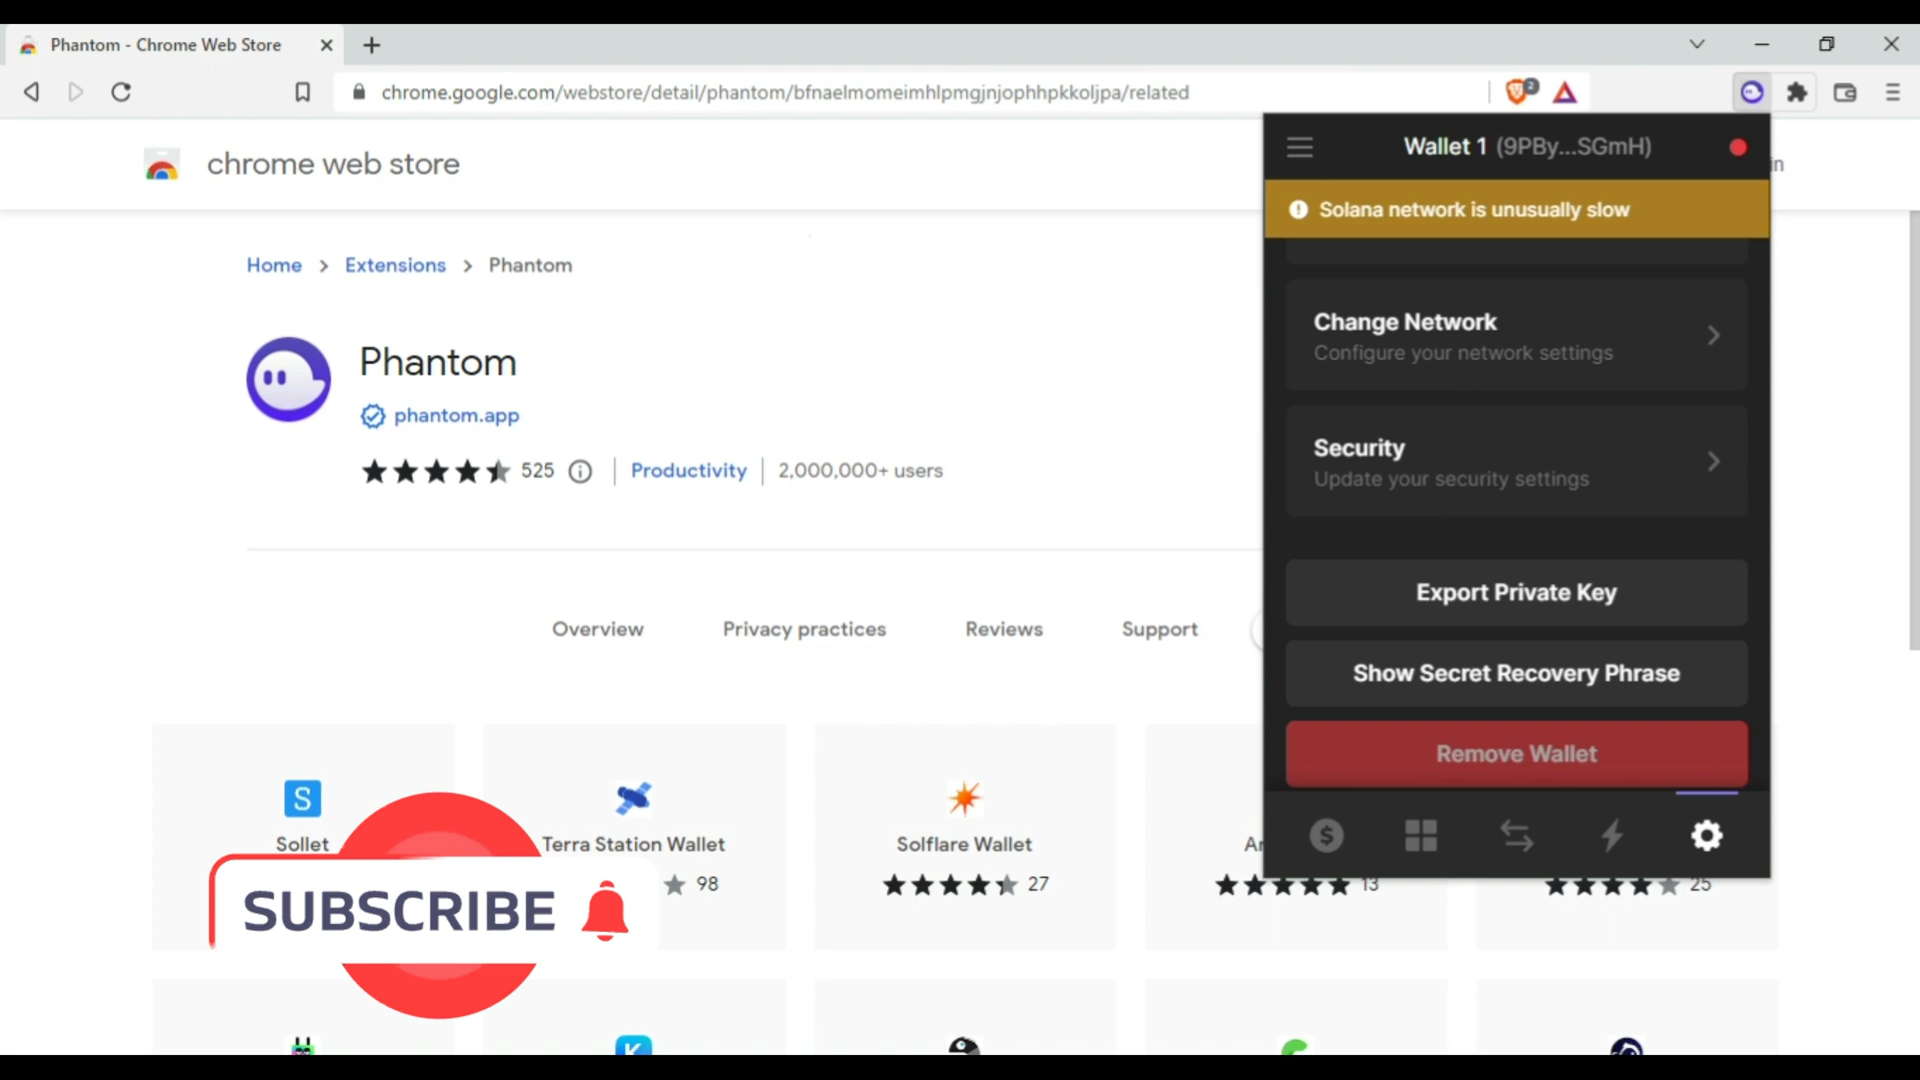 Phantom - Chrome Web Store
chrome.google.com/webstore/detail/phantom/bfnaelmomeimhlpmgjnjophhpkkoljpa/related
2
chrome web store
in
Wallet 1 (9PBy...SGmH)
Solana network is unusually slow
Home > Extensions > Phantom
Phantom
phantom.app
525
Productivity
2,000,000+ users
Change Network
Configure your network settings
Security
Update your security settings
Export Private Key
Show Secret Recovery Phrase
Remove Wallet
Overview
Privacy practices
Reviews
Support
S
Sollet
Terra Station Wallet
98
Solflare Wallet
27
Ar
13
25
SUBSCRIBE
K